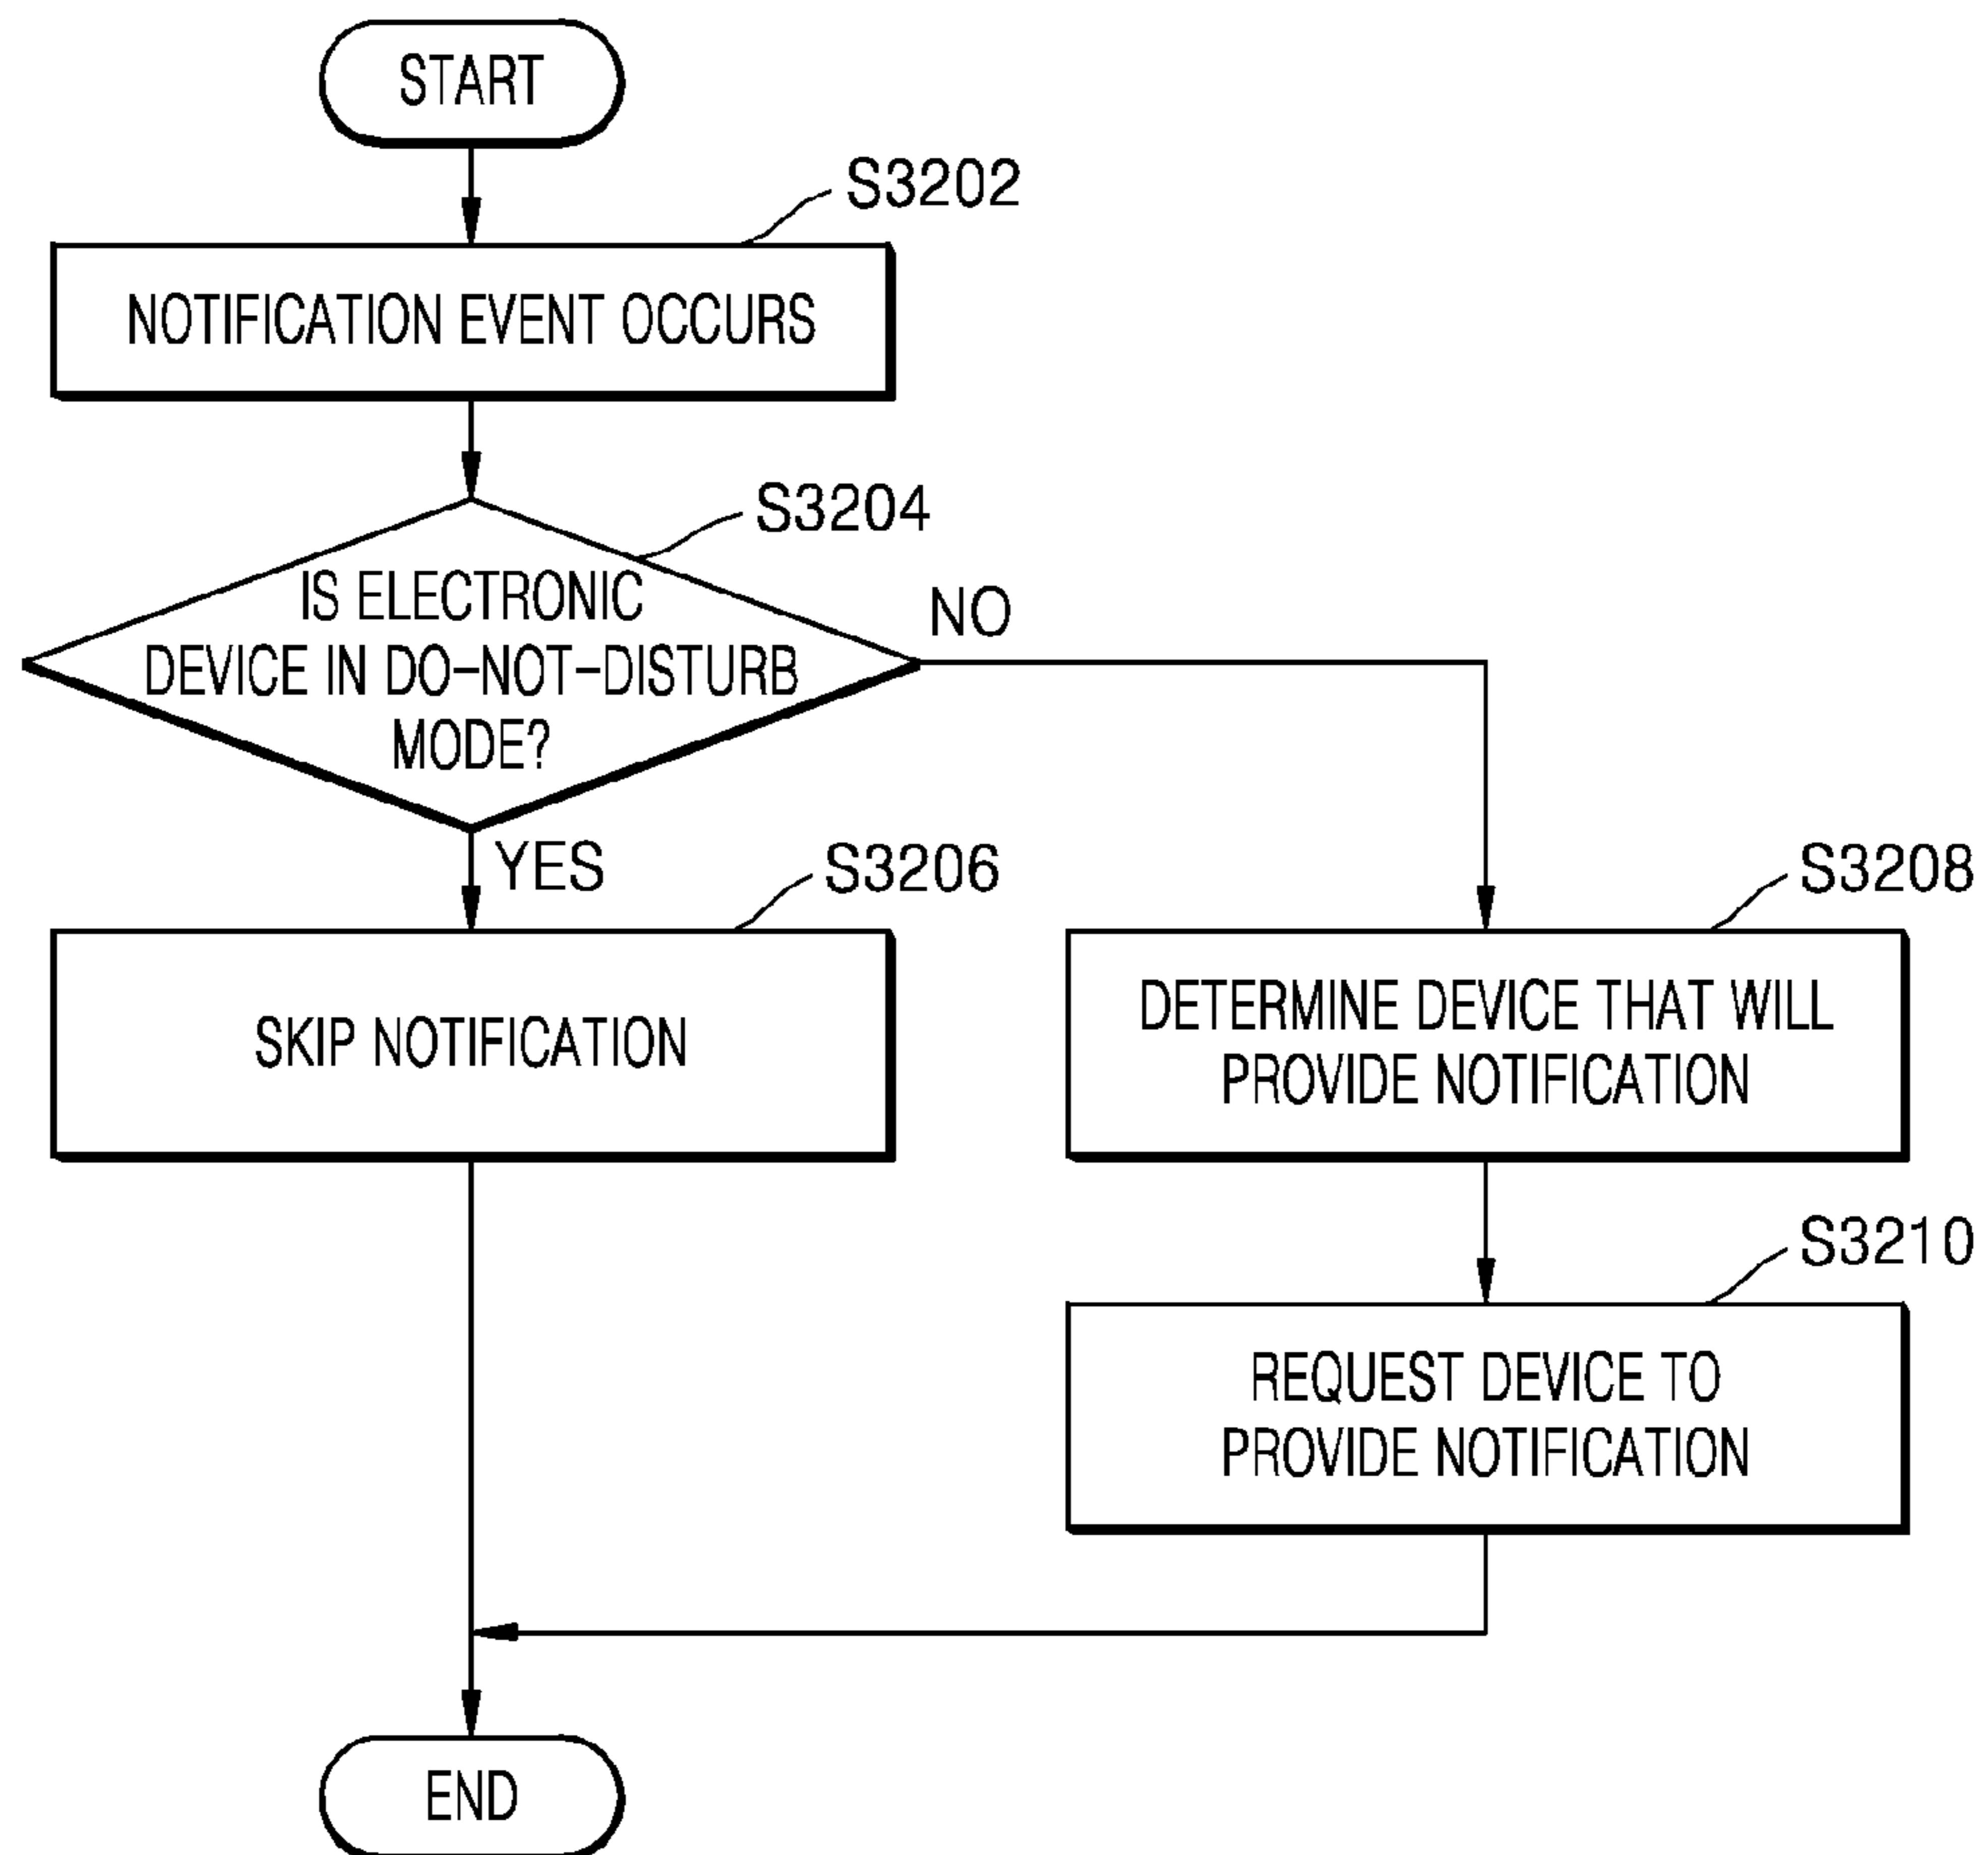 START
S3202
NOTIFICATION EVENT OCCURS
S3204
IS ELECTRONIC
DEVICE IN DO-NOT-DISTURB
MODE?
NO
YES
S3206
SKIP NOTIFICATION
S3208
DETERMINE DEVICE THAT WILL
PROVIDE NOTIFICATION
S3210
REQUEST DEVICE TO
PROVIDE NOTIFICATION
END